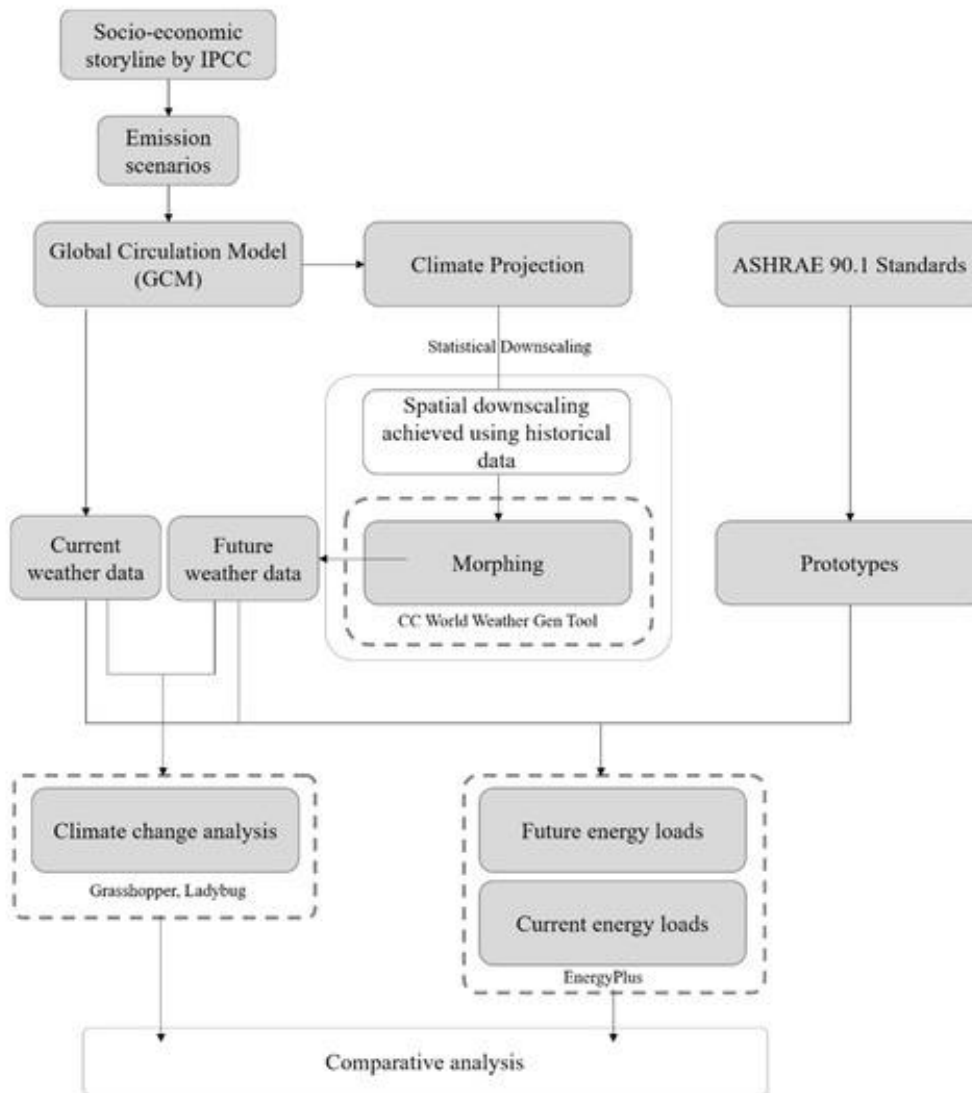 Socio-economic
storyline by IPCC
Emission
scenarios
Global Circulation Model
(GCM)
Climate Projection
ASHRAE 90.1 Standards
Statistical Downscaling
Spatial downscaling
achieved using historical
data
Current
weather data
Future
weather data
Morphing
Prototypes
CC World Weather Gen Tool
Climate change analysis
Grasshopper, Ladybug
Future energy loads
Current energy loads
EnergyPlus
Comparative analysis